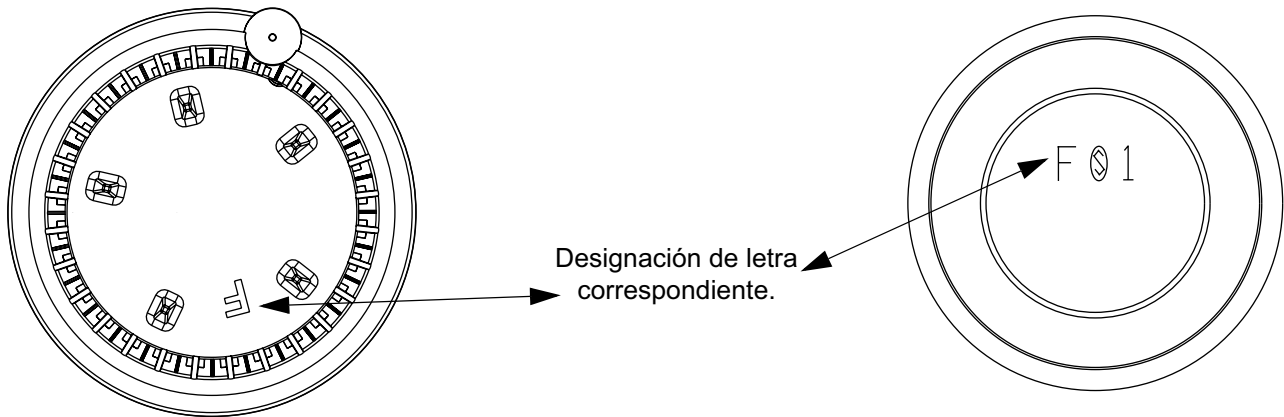 F 0 1
Designación de letra
correspondiente.
F